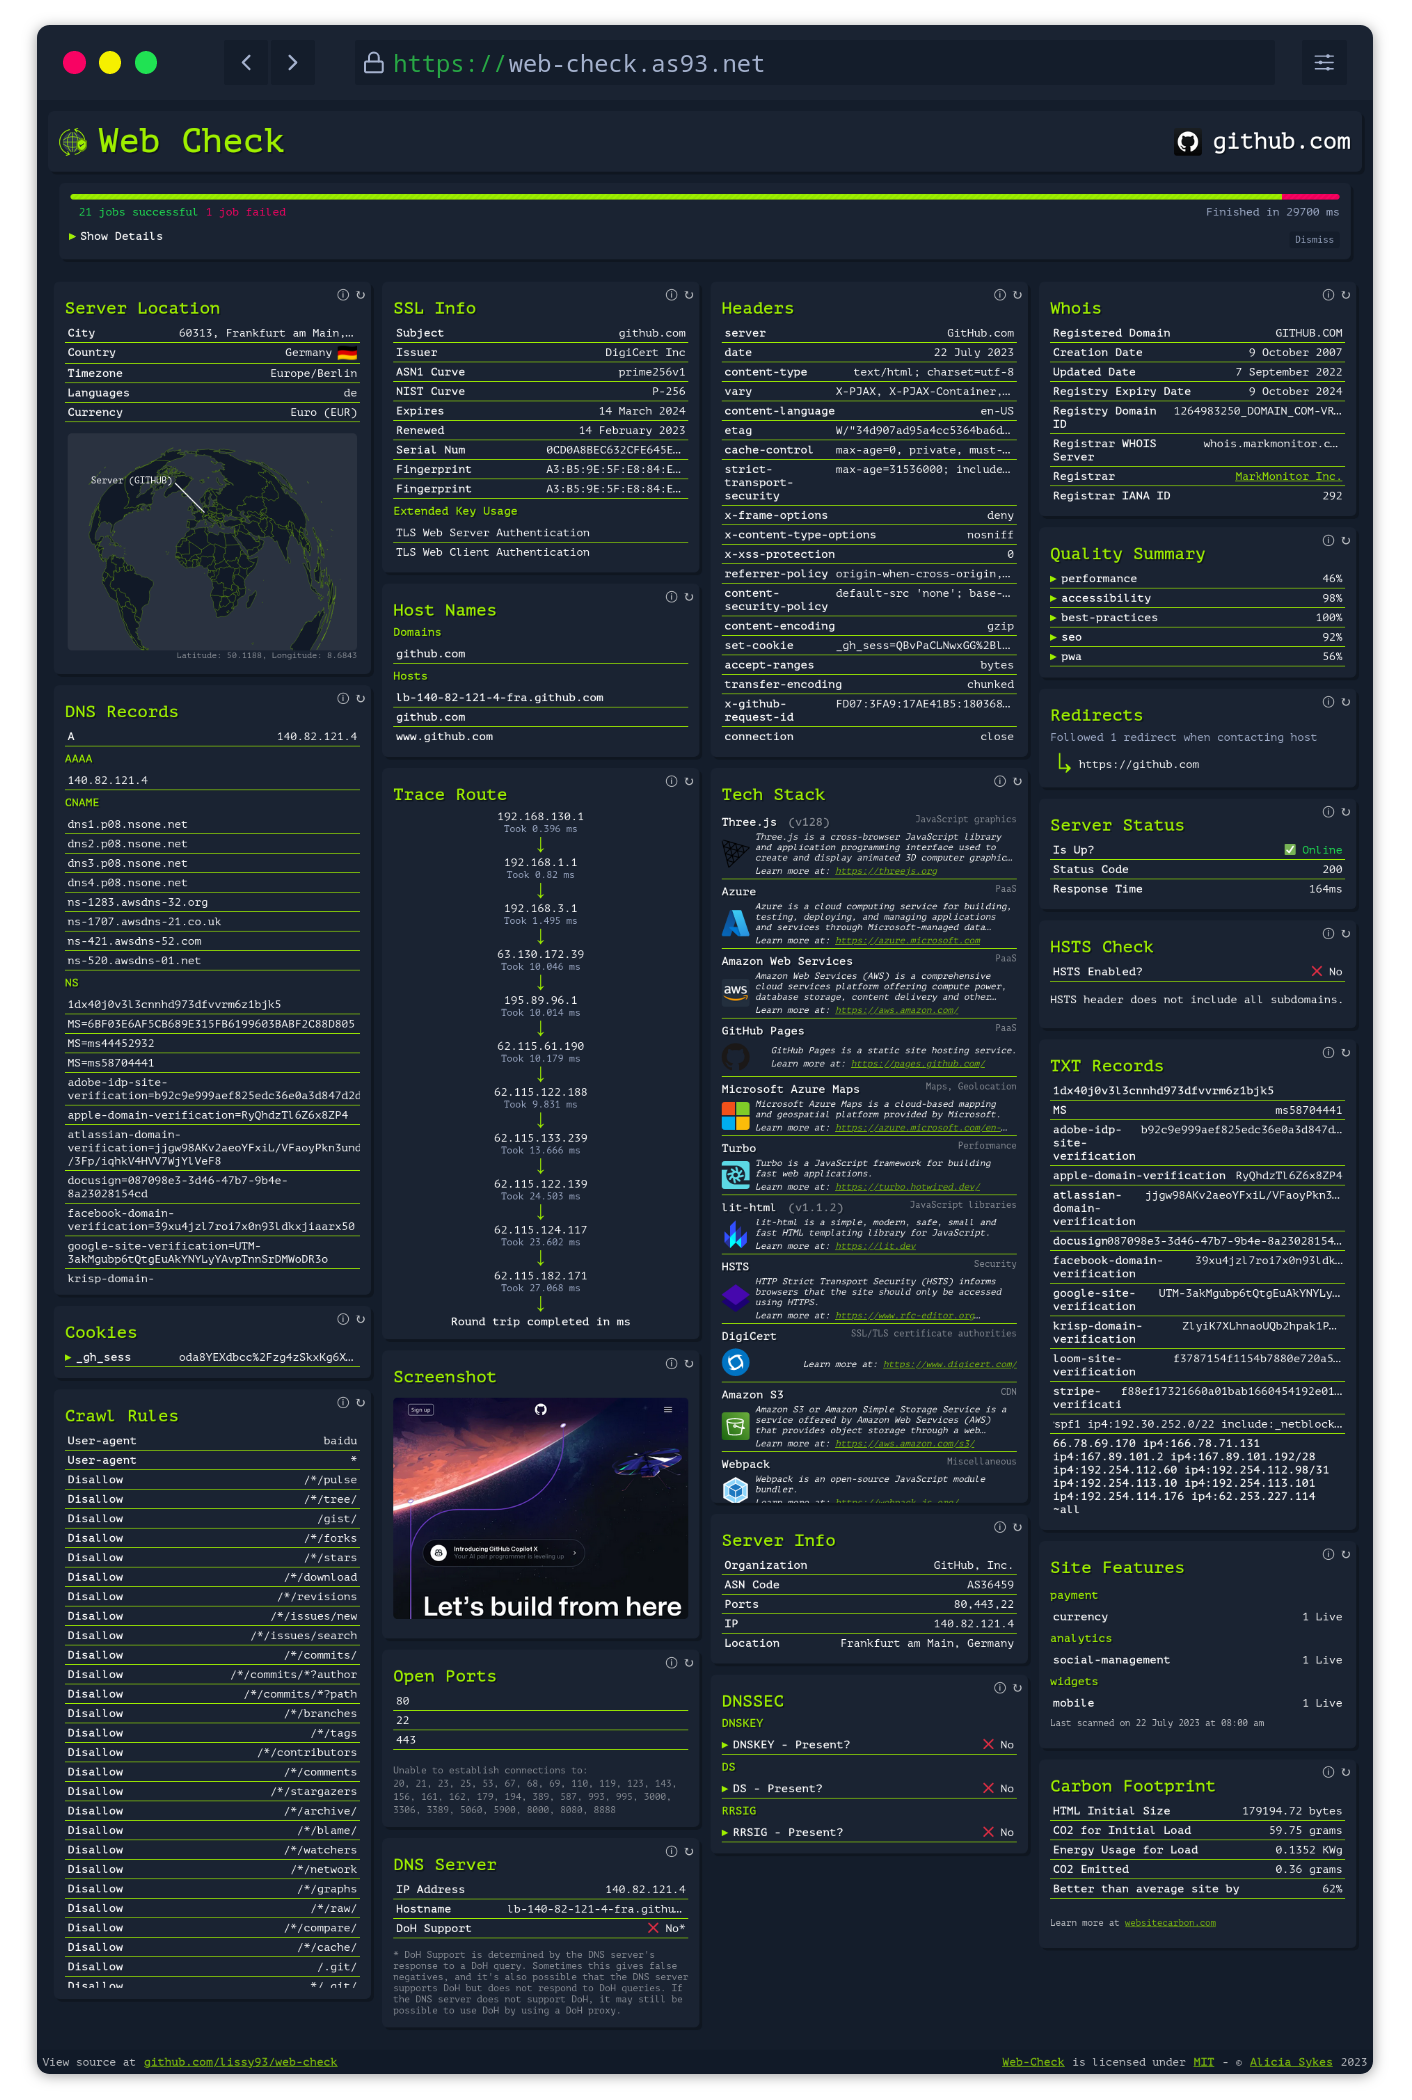 https://web-check.as93.net
Web Check
github.com
21 jobs successful 1 job failed
Finished in 29700 ms
▶ Show Details
Dismiss
Server Location
City 60313, Frankfurt am Main,…
Country Germany
Timezone Europe/Berlin
Languages de
Currency Euro (EUR)
Server (GITHUB)
Latitude: 50.1188, Longitude: 8.6843
DNS Records
A 140.82.121.4
AAAA
140.82.121.4
CNAME
dns1.p08.nsone.net
dns2.p08.nsone.net
dns3.p08.nsone.net
dns4.p08.nsone.net
ns-1283.awsdns-32.org
ns-1707.awsdns-21.co.uk
ns-421.awsdns-52.com
ns-520.awsdns-01.net
NS
1dx40j0v3l3cnnhd973dfvvrm6z1bjk5
MS=6BF03E6AF5CB689E315FB6199603BABF2C88D805
MS=ms44452932
MS=ms58704441
adobe-idp-site-
verification=b92c9e999aef825edc36e0a3d847d2d
apple-domain-verification=RyQhdzTl6Z6x8ZP4
atlassian-domain-
verification=jjgw98AKv2aeoYFxiL/VFaoyPkn3und
/3Fp/iqhkV4HVV7WjYlVeF8
docusign=087098e3-3d46-47b7-9b4e-
8a23028154cd
facebook-domain-
verification=39xu4jzl7roi7x0n93ldkxjiaarx50
google-site-verification=UTM-
3akMgubp6tQtgEuAkYNYLyYAvpTnnSrDMWoDR3o
krisp-domain-
Cookies
▶ _gh_sess oda8YEXdbcc%2Fzg4zSkxKg6X…
Crawl Rules
User-agent baidu
User-agent *
Disallow /*/pulse
Disallow /*/tree/
Disallow /gist/
Disallow /*/forks
Disallow /*/stars
Disallow /*/download
Disallow /*/revisions
Disallow /*/issues/new
Disallow /*/issues/search
Disallow /*/commits/
Disallow /*/commits/*?author
Disallow /*/commits/*?path
Disallow /*/branches
Disallow /*/tags
Disallow /*/contributors
Disallow /*/comments
Disallow /*/stargazers
Disallow /*/archive/
Disallow /*/blame/
Disallow /*/watchers
Disallow /*/network
Disallow /*/graphs
Disallow /*/raw/
Disallow /*/compare/
Disallow /*/cache/
Disallow /.git/
Disallow */.git/
SSL Info
Subject github.com
Issuer DigiCert Inc
ASN1 Curve prime256v1
NIST Curve P-256
Expires 14 March 2024
Renewed 14 February 2023
Serial Num 0CD0A8BEC632CFE645E…
Fingerprint A3:B5:9E:5F:E8:84:E…
Fingerprint A3:B5:9E:5F:E8:84:E…
Extended Key Usage
TLS Web Server Authentication
TLS Web Client Authentication
Host Names
Domains
github.com
Hosts
lb-140-82-121-4-fra.github.com
github.com
www.github.com
Trace Route
192.168.130.1
Took 0.396 ms
↓
192.168.1.1
Took 0.82 ms
↓
192.168.3.1
Took 1.495 ms
↓
63.130.172.39
Took 10.046 ms
↓
195.89.96.1
Took 10.014 ms
↓
62.115.61.190
Took 10.179 ms
↓
62.115.122.188
Took 9.831 ms
↓
62.115.133.239
Took 13.666 ms
↓
62.115.122.139
Took 24.503 ms
↓
62.115.124.117
Took 23.602 ms
↓
62.115.182.171
Took 27.068 ms
↓
Round trip completed in ms
Screenshot
Sign up
Introducing GitHub Copilot X
Your AI pair programmer is leveling up
Let's build from here
Open Ports
80
22
443
Unable to establish connections to:
20, 21, 23, 25, 53, 67, 68, 69, 110, 119, 123, 143,
156, 161, 162, 179, 194, 389, 587, 993, 995, 3000,
3306, 3389, 5060, 5900, 8000, 8080, 8888
DNS Server
IP Address 140.82.121.4
Hostname lb-140-82-121-4-fra.githu…
DoH Support ❌ No*
* DoH Support is determined by the DNS server's
response to a DoH query. Sometimes this gives false
negatives, and it's also possible that the DNS server
supports DoH but does not respond to DoH queries. If
the DNS server does not support DoH, it may still be
possible to use DoH by using a DoH proxy.
Headers
server GitHub.com
date 22 July 2023
content-type text/html; charset=utf-8
vary X-PJAX, X-PJAX-Container,…
content-language en-US
etag W/"34d907ad95a4cc5364ba6d…
cache-control max-age=0, private, must-…
strict- max-age=31536000; include…
transport-
security
x-frame-options deny
x-content-type-options nosniff
x-xss-protection 0
referrer-policy origin-when-cross-origin,…
content- default-src 'none'; base-…
security-policy
content-encoding gzip
set-cookie _gh_sess=QBvPaCLNwxGG%2Bl…
accept-ranges bytes
transfer-encoding chunked
x-github- FD07:3FA9:17AE41B5:180368…
request-id
connection close
Tech Stack
Three.js (v128) JavaScript graphics
Three.js is a cross-browser JavaScript library
and application programming interface used to
create and display animated 3D computer graphic…
Learn more at: https://threejs.org
Azure PaaS
Azure is a cloud computing service for building,
testing, deploying, and managing applications
and services through Microsoft-managed data…
Learn more at: https://azure.microsoft.com
Amazon Web Services PaaS
aws
Amazon Web Services (AWS) is a comprehensive
cloud services platform offering compute power,
database storage, content delivery and other…
Learn more at: https://aws.amazon.com/
GitHub Pages PaaS
GitHub Pages is a static site hosting service.
Learn more at: https://pages.github.com/
Microsoft Azure Maps Maps, Geolocation
Microsoft Azure Maps is a cloud-based mapping
and geospatial platform provided by Microsoft.
Learn more at: https://azure.microsoft.com/en-…
Turbo Performance
Turbo is a JavaScript framework for building
fast web applications.
Learn more at: https://turbo.hotwired.dev/
lit-html (v1.1.2) JavaScript libraries
lit-html is a simple, modern, safe, small and
fast HTML templating library for JavaScript.
Learn more at: https://lit.dev
HSTS Security
HTTP Strict Transport Security (HSTS) informs
browsers that the site should only be accessed
using HTTPS.
Learn more at: https://www.rfc-editor.org…
DigiCert SSL/TLS certificate authorities
Learn more at: https://www.digicert.com/
Amazon S3 CDN
Amazon S3 or Amazon Simple Storage Service is a
service offered by Amazon Web Services (AWS)
that provides object storage through a web…
Learn more at: https://aws.amazon.com/s3/
Webpack Miscellaneous
Webpack is an open-source JavaScript module
bundler.
Learn more at: https://webpack.js.org/
Server Info
Organization GitHub, Inc.
ASN Code AS36459
Ports 80,443,22
IP 140.82.121.4
Location Frankfurt am Main, Germany
DNSSEC
DNSKEY
▶ DNSKEY - Present? ❌ No
DS
▶ DS - Present? ❌ No
RRSIG
▶ RRSIG - Present? ❌ No
Whois
Registered Domain GITHUB.COM
Creation Date 9 October 2007
Updated Date 7 September 2022
Registry Expiry Date 9 October 2024
Registry Domain 1264983250_DOMAIN_COM-VR…
ID
Registrar WHOIS whois.markmonitor.c…
Server
Registrar MarkMonitor Inc.
Registrar IANA ID 292
Quality Summary
▶ performance 46%
▶ accessibility 98%
▶ best-practices 100%
▶ seo 92%
▶ pwa 56%
Redirects
Followed 1 redirect when contacting host
↳ https://github.com
Server Status
Is Up? ✅ Online
Status Code 200
Response Time 164ms
HSTS Check
HSTS Enabled? ❌ No
HSTS header does not include all subdomains.
TXT Records
1dx40j0v3l3cnnhd973dfvvrm6z1bjk5
MS ms58704441
adobe-idp- b92c9e999aef825edc36e0a3d847d…
site-
verification
apple-domain-verification RyQhdzTl6Z6x8ZP4
atlassian- jjgw98AKv2aeoYFxiL/VFaoyPkn3…
domain-
verification
docusign087098e3-3d46-47b7-9b4e-8a23028154…
facebook-domain- 39xu4jzl7roi7x0n93ldk…
verification
google-site- UTM-3akMgubp6tQtgEuAkYNYLy…
verification
krisp-domain- ZlyiK7XLhnaoUQb2hpak1P…
verification
loom-site- f3787154f1154b7880e720a5…
verification
stripe- f88ef17321660a01bab1660454192e01…
verificati
spf1 ip4:192.30.252.0/22 include:_netblock…
66.78.69.170 ip4:166.78.71.131
ip4:167.89.101.2 ip4:167.89.101.192/28
ip4:192.254.112.60 ip4:192.254.112.98/31
ip4:192.254.113.10 ip4:192.254.113.101
ip4:192.254.114.176 ip4:62.253.227.114
~all
Site Features
payment
currency 1 Live
analytics
social-management 1 Live
widgets
mobile 1 Live
Last scanned on 22 July 2023 at 08:00 am
Carbon Footprint
HTML Initial Size 179194.72 bytes
CO2 for Initial Load 59.75 grams
Energy Usage for Load 0.1352 KWg
CO2 Emitted 0.36 grams
Better than average site by 62%
Learn more at websitecarbon.com
View source at github.com/lissy93/web-check
Web-Check is licensed under MIT - © Alicia Sykes 2023